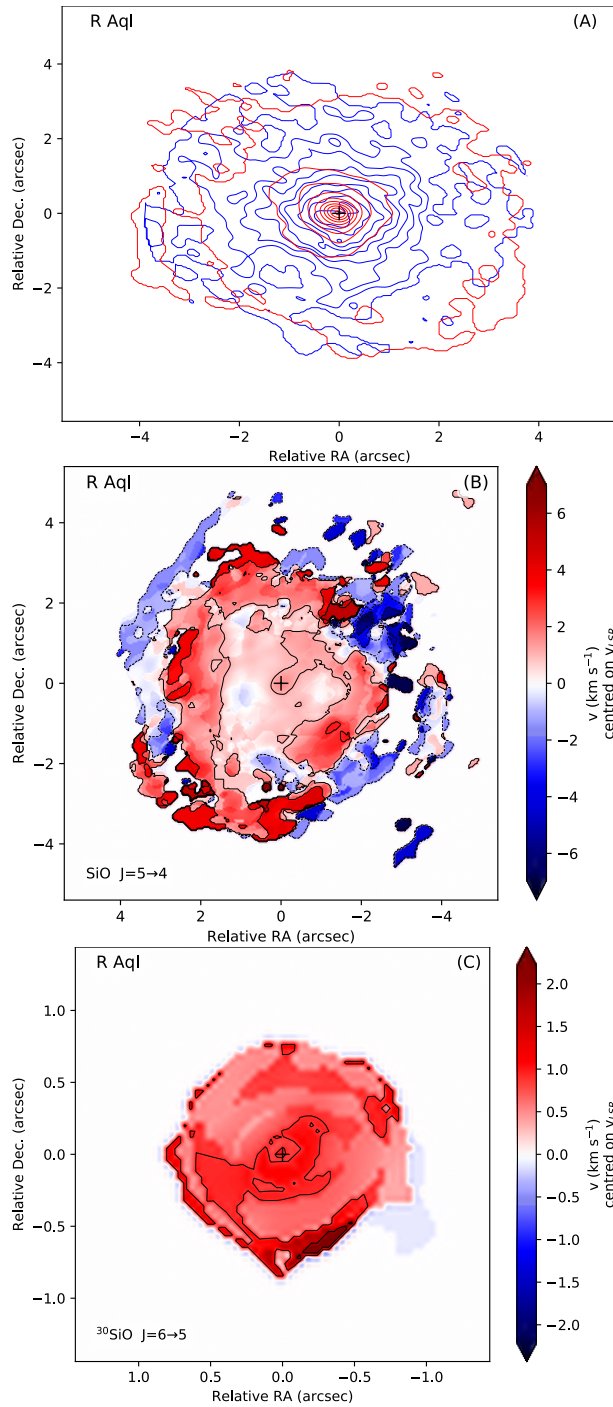 R Aql (A)
4
2
0
−2
−4
Relative Dec. (arcsec)
−4 −2 0 2 4
Relative RA (arcsec)
R Aql (B)
4
2
0
−2
−4
Relative Dec. (arcsec)
SiO J=5→4
4 2 0 −2 −4
Relative RA (arcsec)
6
4
2
0
−2
−4
−6
v (km s⁻¹)
centred on v_LSR
R Aql (C)
1.0
0.5
0.0
−0.5
−1.0
Relative Dec. (arcsec)
³⁰SiO J=6→5
1.0 0.5 0.0 −0.5 −1.0
Relative RA (arcsec)
2.0
1.5
1.0
0.5
0.0
−0.5
−1.0
−1.5
−2.0
v (km s⁻¹)
centred on v_LSR